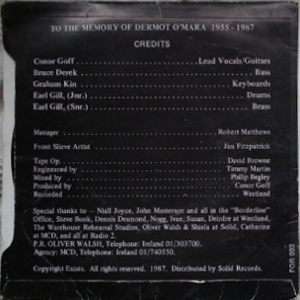 TO THE MEMORY OF DERMOT O'MARA 1955 - 1987
CREDITS
Conor Goff ........ Lead Vocals/Guitars
Bruce Derek ........ Bass
Graham Kin ........ Keyboards
Earl Gill, (Jnr.) ........ Drums
Earl Gill, (Snr.) ........ Brass
Manager ........ Robert Matthews
Front Slieve Artist ........ Jim Fitzpatrick
Tape Op. ........ David Browne
Engineered by ........ Timmy Martin
Mixed by ........ Philip Begley
Produced by ........ Conor Goff
Recorded ........ Westland
Special thanks to - Niall Joyce, John Masterson and all in the "Borderline"
Office, Steve Book, Dennis Desmond, Nogg, Ivan, Susan, Deirdre at Westland,
The Warehouse Rehearsal Studios, Oliver Walsh & Shiela at Solid, Catherine
at MCD, and all at Radio 2.
P.R. OLIVER WALSH, Telephone: Ireland 01/303700.
Agency: MCD, Telephone: Ireland 01/740550.
Copyright Exists. All rights reserved. 1987. Distributed by Solid Records.